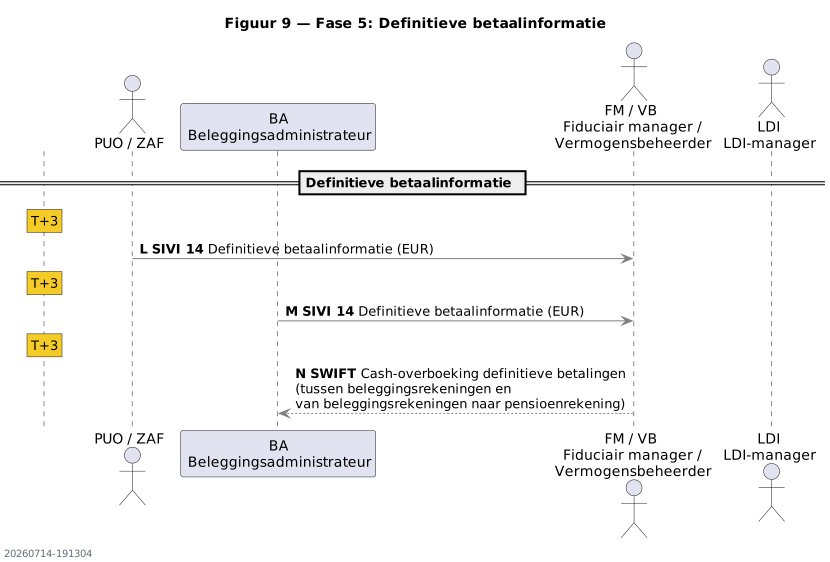 Figuur 9 — Fase 5: Definitieve betaalinformatie
PUO / ZAF
BA
Beleggingsadministrateur
FM / VB
Fiduciair manager /
Vermogensbeheerder
LDI
LDI-manager
Definitieve betaalinformatie
T+3
L SIVI 14 Definitieve betaalinformatie (EUR)
T+3
M SIVI 14 Definitieve betaalinformatie (EUR)
T+3
N SWIFT Cash-overboeking definitieve betalingen
(tussen beleggingsrekeningen en
van beleggingsrekeningen naar pensioenrekening)
PUO / ZAF
BA
Beleggingsadministrateur
FM / VB
Fiduciair manager /
Vermogensbeheerder
LDI
LDI-manager
20260714-191304